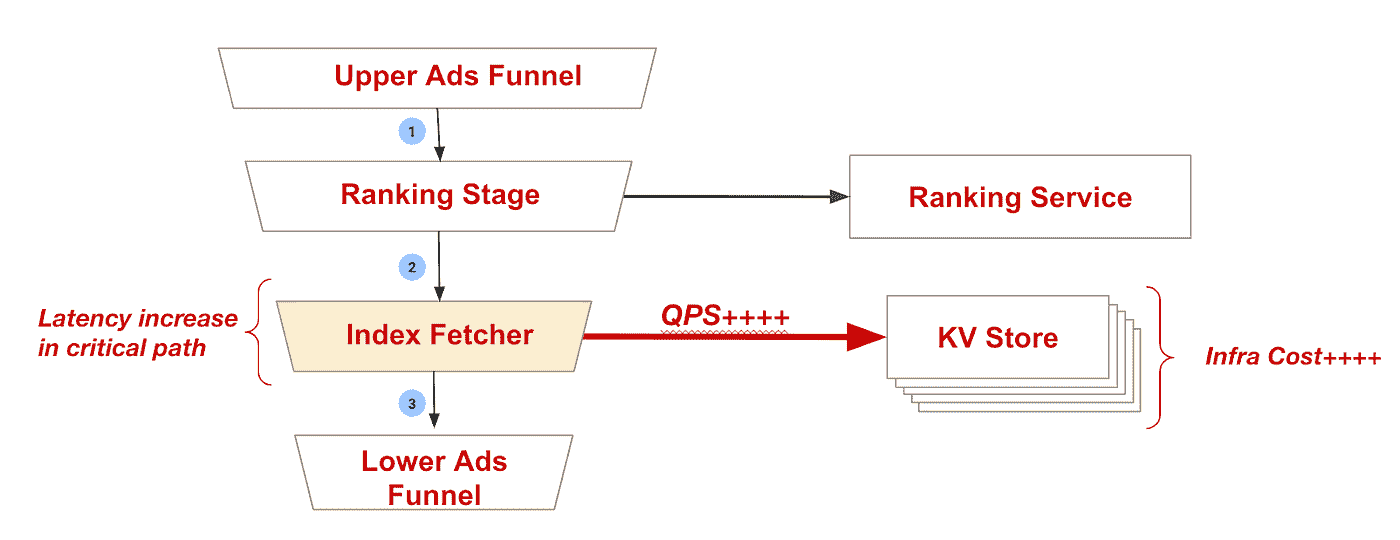 Upper Ads Funnel
1
Ranking Stage
Ranking Service
2
Latency increase
in critical path
Index Fetcher
QPS++++
KV Store
Infra Cost++++
3
Lower Ads
Funnel